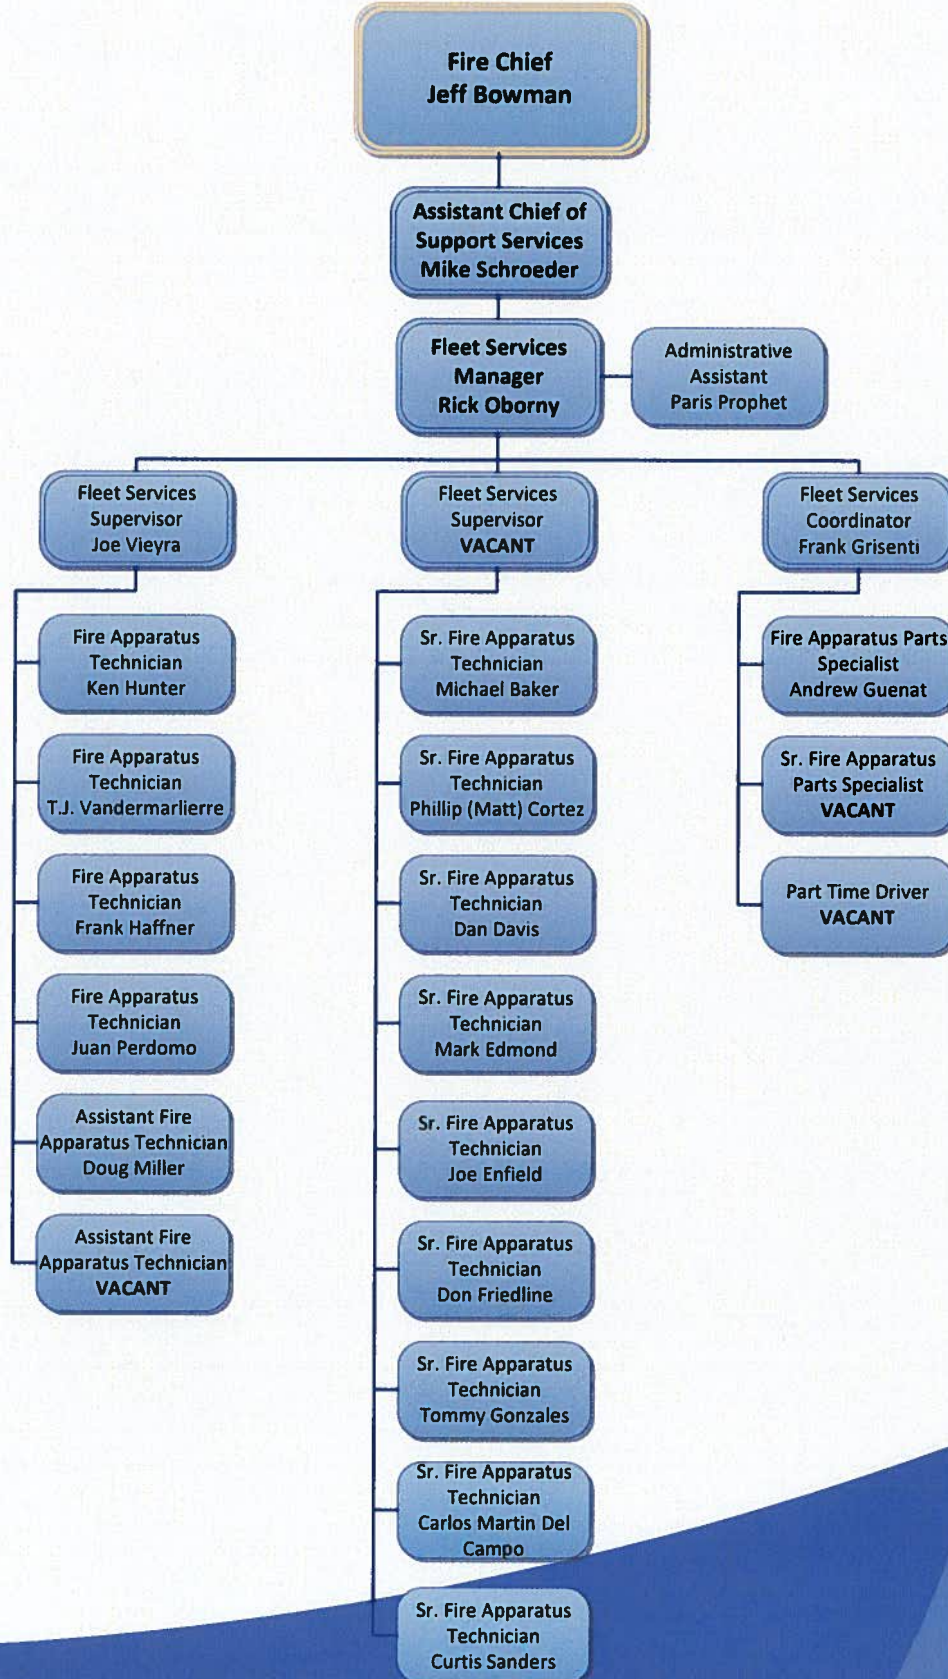 Fire Chief
Jeff Bowman
Assistant Chief of
Support Services
Mike Schroeder
Fleet Services
Manager
Rick Oborny
Administrative
Assistant
Paris Prophet
Fleet Services
Supervisor
Joe Vieyra
Fire Apparatus
Technician
Ken Hunter
Fire Apparatus
Technician
T.J. Vandermarlierre
Fire Apparatus
Technician
Frank Haffner
Fire Apparatus
Technician
Juan Perdomo
Assistant Fire
Apparatus Technician
Doug Miller
Assistant Fire
Apparatus Technician
VACANT
Fleet Services
Supervisor
VACANT
Sr. Fire Apparatus
Technician
Michael Baker
Sr. Fire Apparatus
Technician
Phillip (Matt) Cortez
Sr. Fire Apparatus
Technician
Dan Davis
Sr. Fire Apparatus
Technician
Mark Edmond
Sr. Fire Apparatus
Technician
Joe Enfield
Sr. Fire Apparatus
Technician
Don Friedline
Sr. Fire Apparatus
Technician
Tommy Gonzales
Sr. Fire Apparatus
Technician
Carlos Martin Del
Campo
Sr. Fire Apparatus
Technician
Curtis Sanders
Fleet Services
Coordinator
Frank Grisenti
Fire Apparatus Parts
Specialist
Andrew Guenat
Sr. Fire Apparatus
Parts Specialist
VACANT
Part Time Driver
VACANT